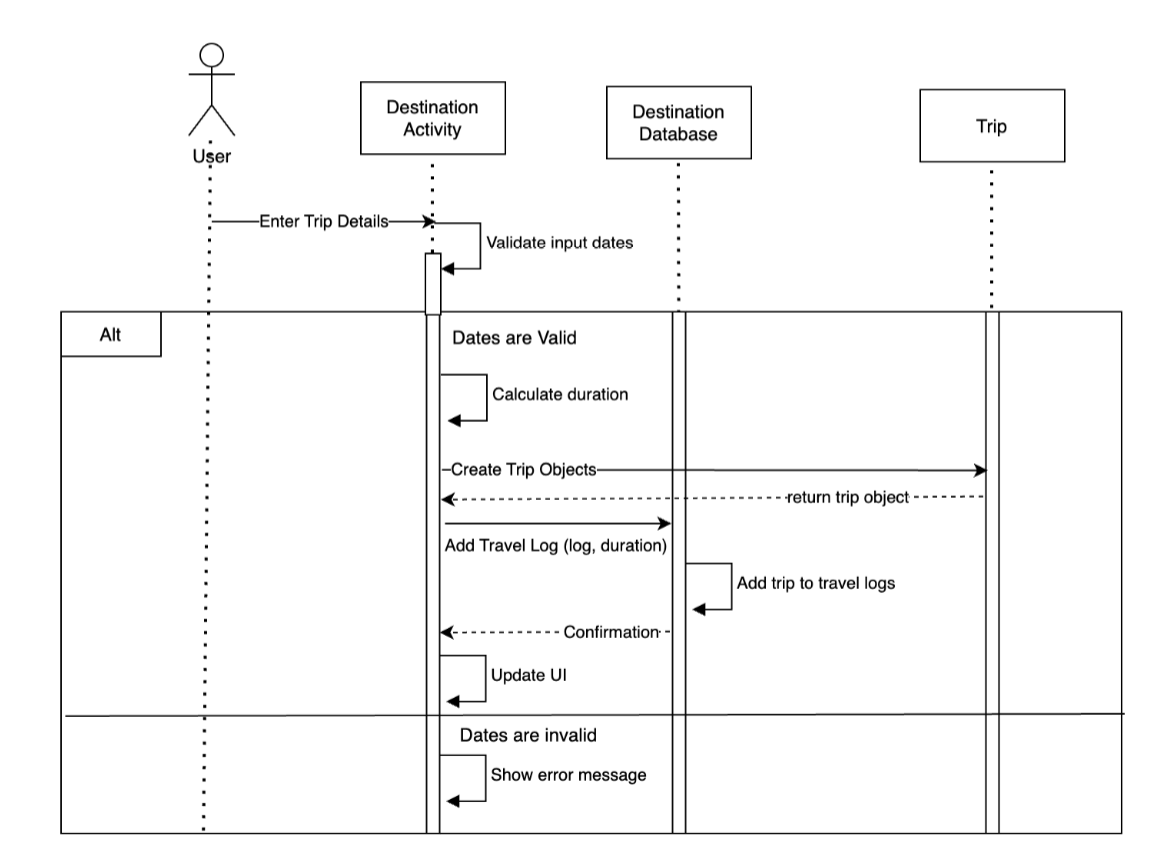 Destination
Activity
Destination
Database
Trip
User
Enter Trip Details
Validate input dates
Alt
Dates are Valid
Calculate duration
Create Trip Objects
return trip object
Add Travel Log (log, duration)
Add trip to travel logs
Confirmation
Update UI
Dates are invalid
Show error message